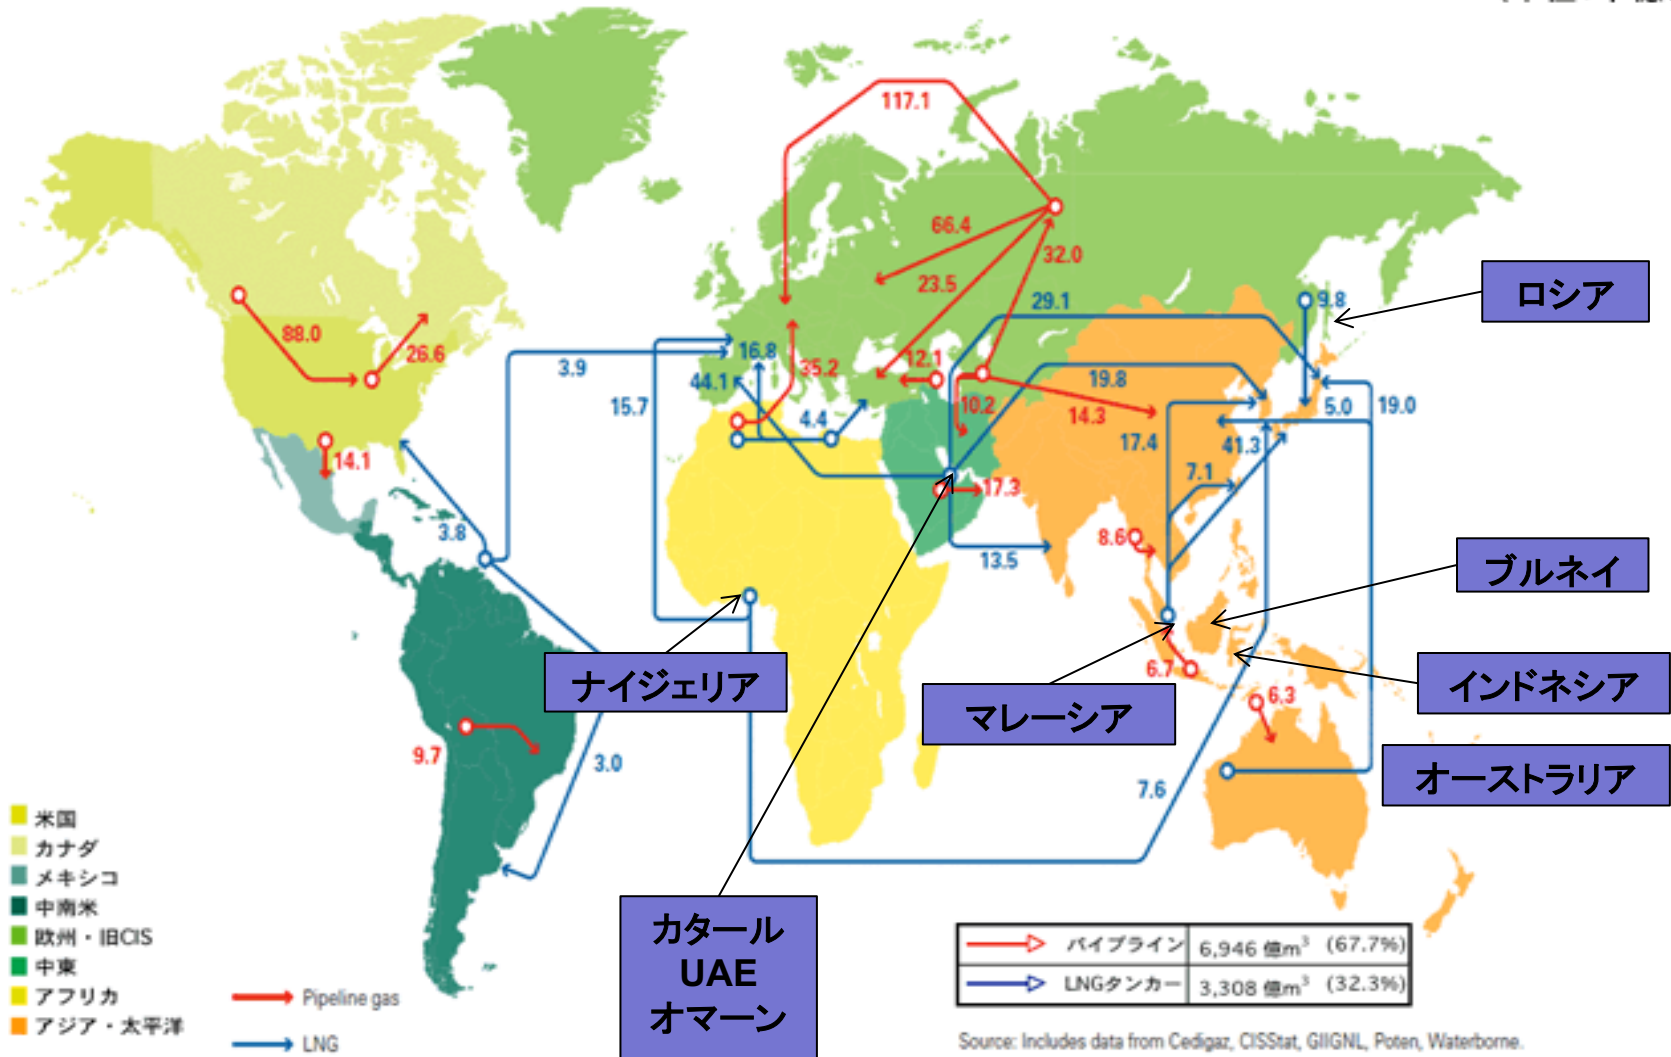 117.1
66.4
32.0
23.5
29.1
9.8
ロシア
88.0
26.6
3.9
16.8
35.2
12.1
44.1
19.8
15.7
4.4
10.2
14.3
5.0
19.0
17.4
41.3
14.1
7.1
17.3
3.8
13.5
8.6
ブルネイ
ナイジェリア
6.7
インドネシア
マレーシア
6.3
9.7
3.0
7.6
オーストラリア
米国
カナダ
メキシコ
中南米
欧州・旧CIS
中東
アフリカ
アジア・太平洋
Pipeline gas
LNG
カタール
UAE
オマーン
パイプライン 6,946 億m³ (67.7%)
LNGタンカー 3,308 億m³ (32.3%)
Source: Includes data from Cedigaz, CISStat, GIIGNL, Poten, Waterborne.